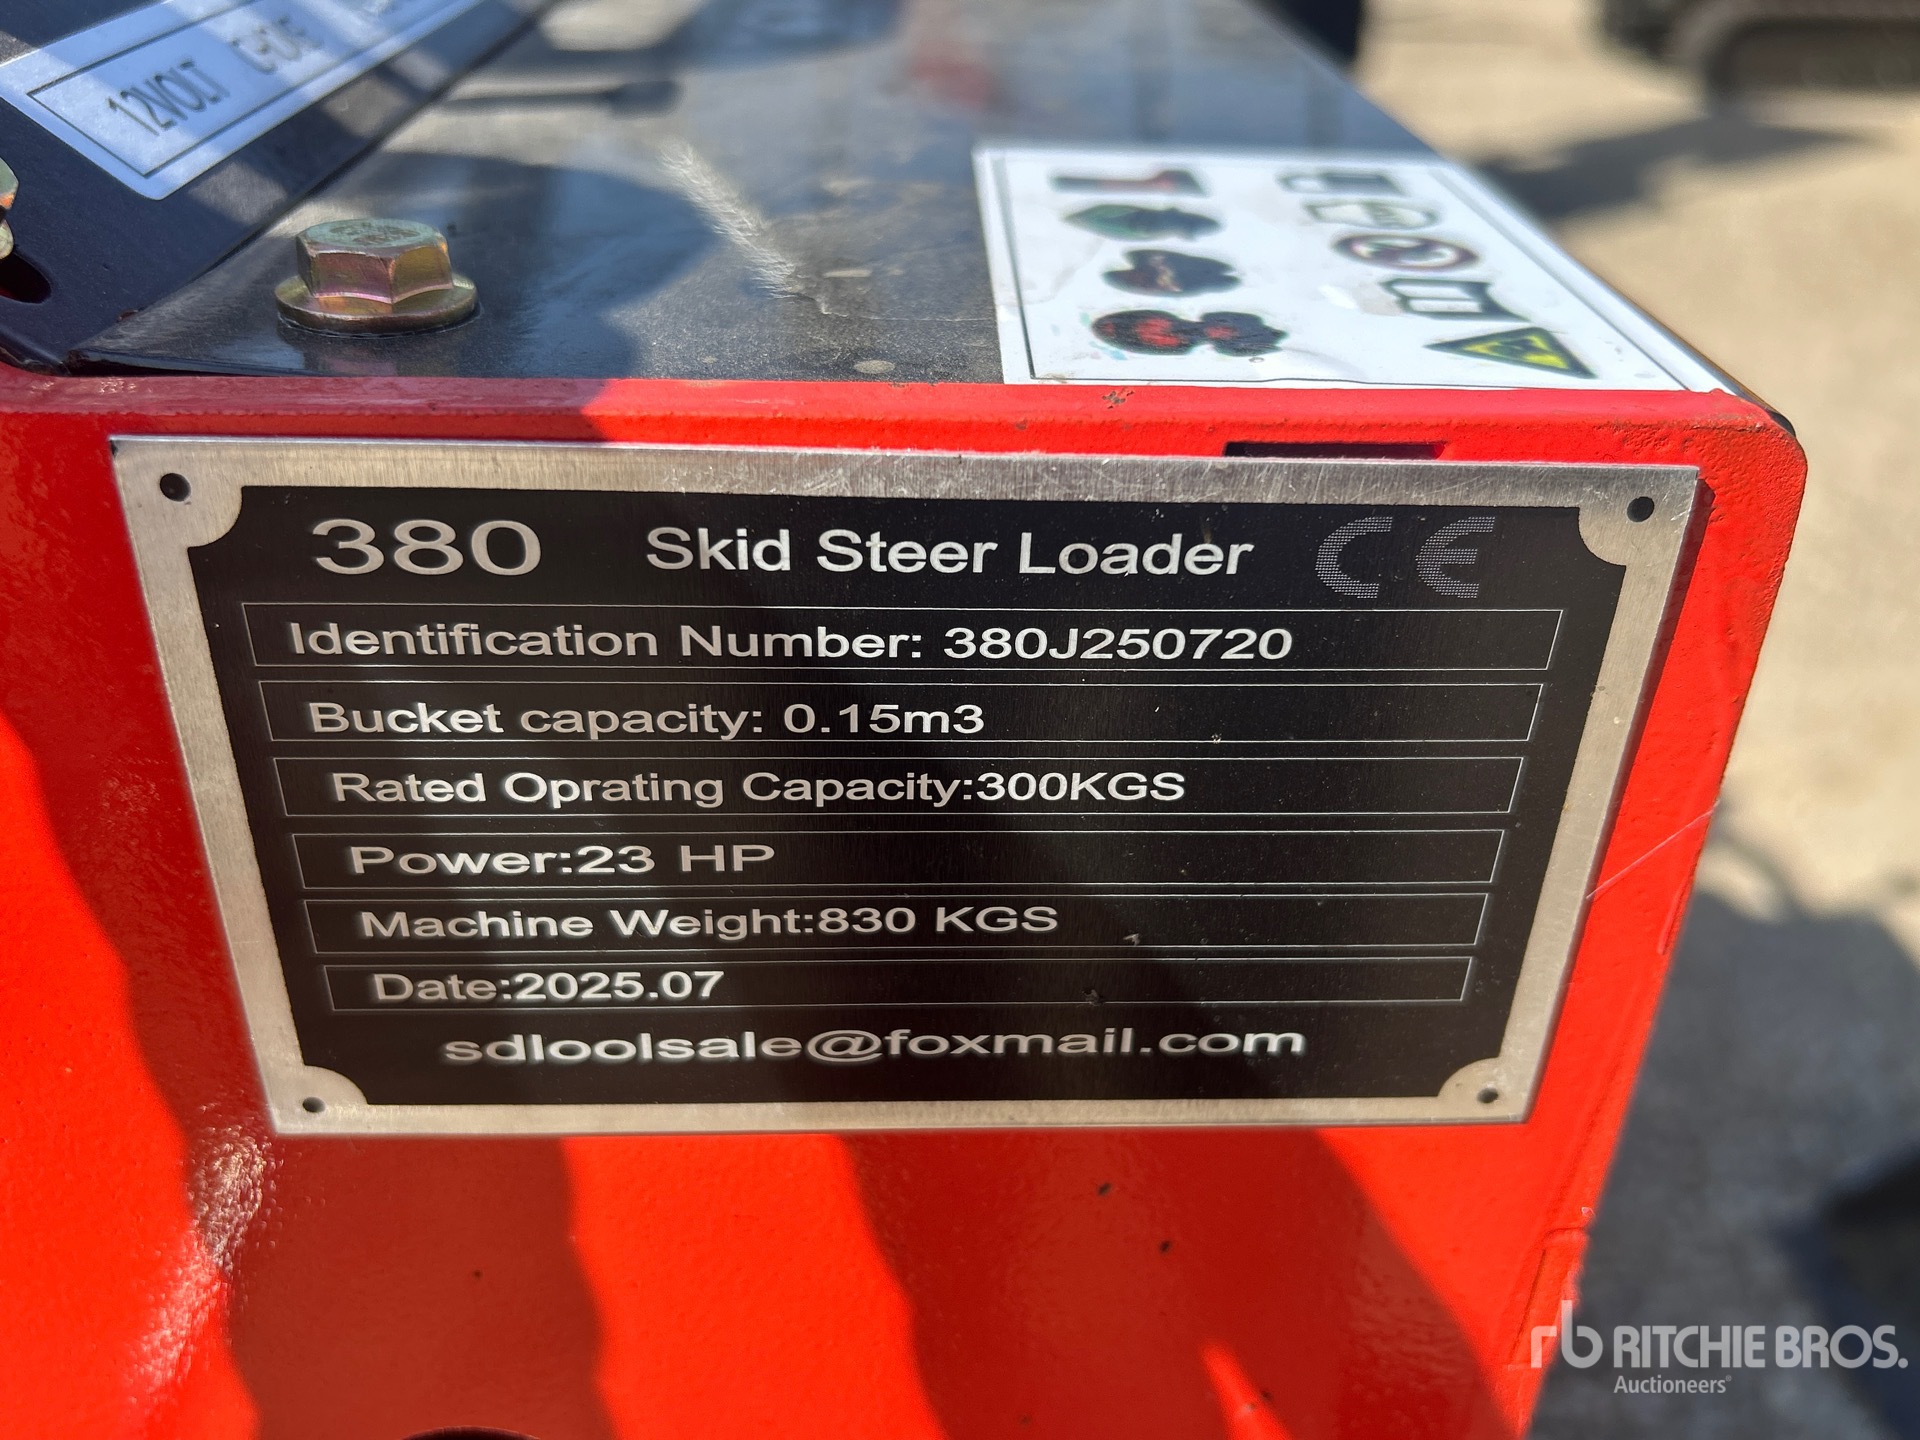 12VOLT
380 Skid Steer Loader CE
Identification Number: 380J250720
Bucket capacity: 0.15m3
Rated Oprating Capacity:300KGS
Power:23 HP
Machine Weight:830 KGS
Date:2025.07
sdloolsale@foxmail.com
rb RITCHIE BROS.
Auctioneers